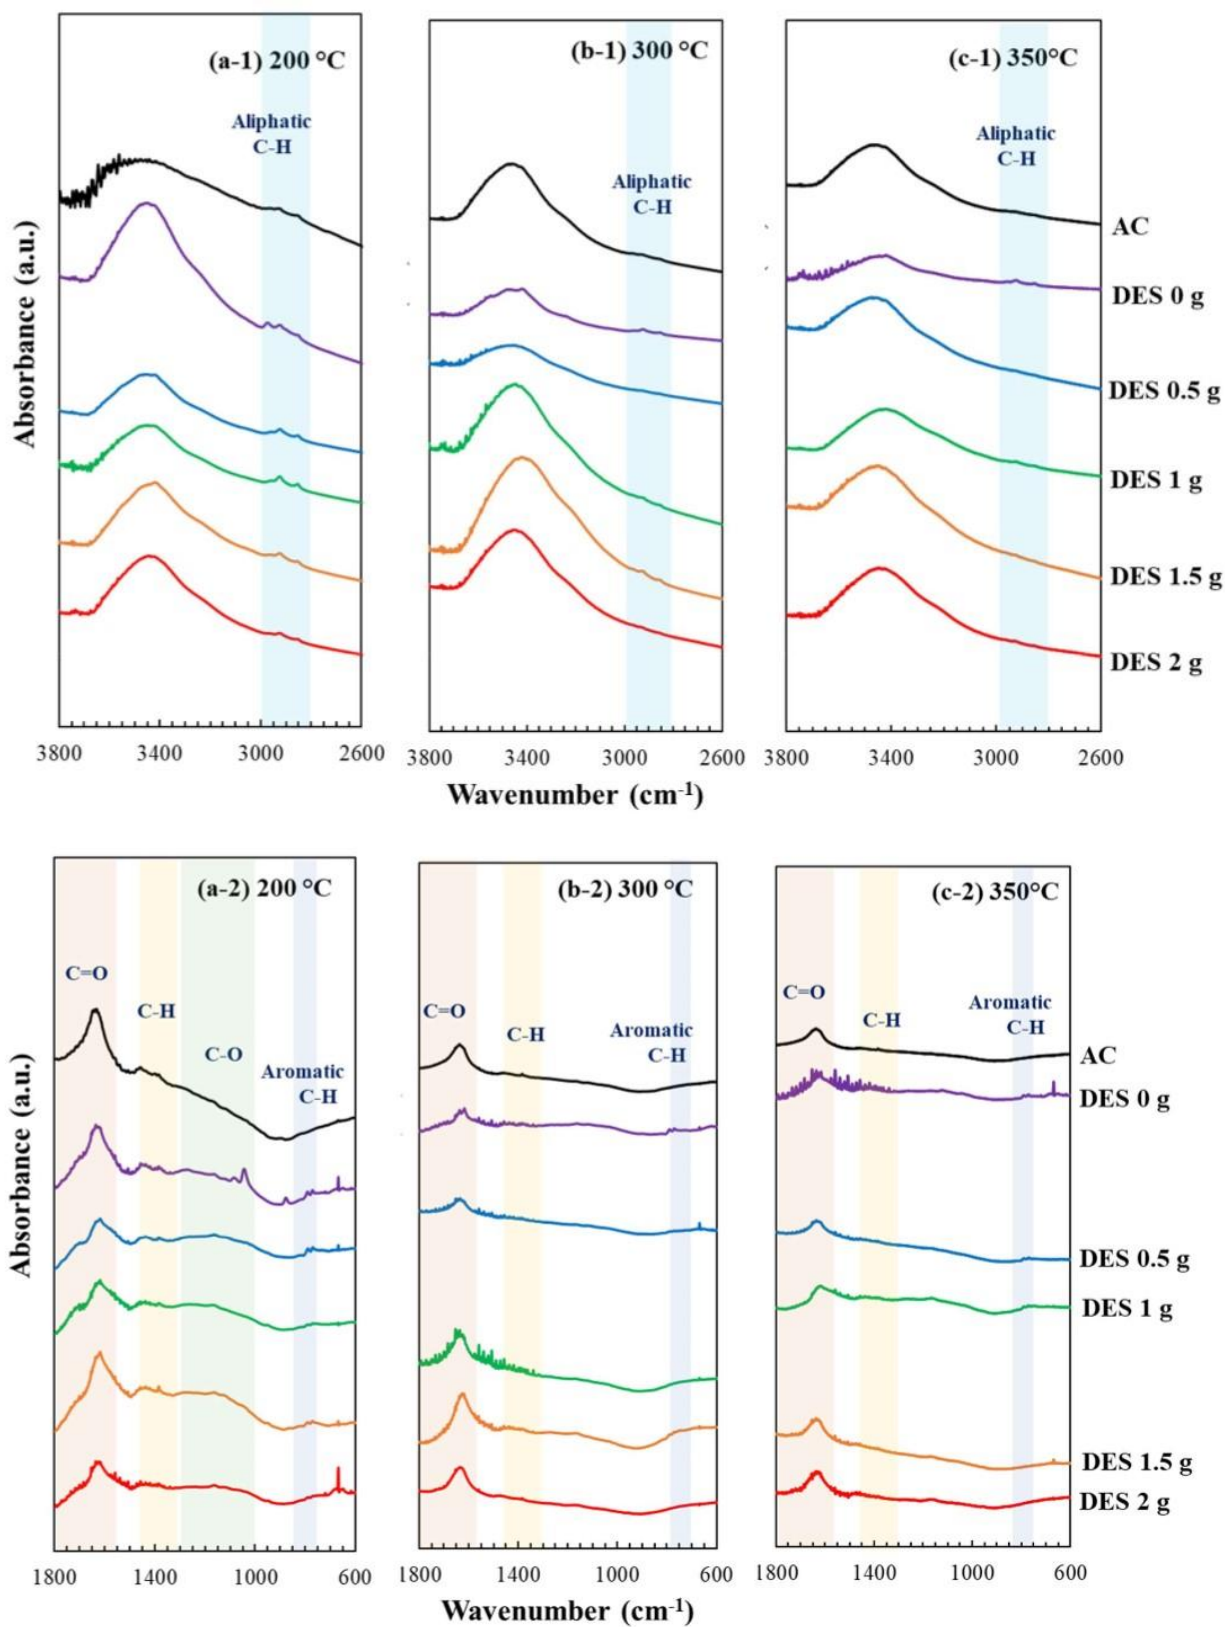 (a-1) 200 °C
(b-1) 300 °C
(c-1) 350°C
Aliphatic
C-H
Aliphatic
C-H
Aliphatic
C-H
AC
DES 0 g
DES 0.5 g
DES 1 g
DES 1.5 g
DES 2 g
Absorbance (a.u.)
3800 3400 3000 2600
3800 3400 3000 2600
3800 3400 3000 2600
Wavenumber (cm⁻¹)
(a-2) 200 °C
(b-2) 300 °C
(c-2) 350°C
C=O
C-H
C-O
Aromatic
C-H
C=O
C-H
Aromatic
C-H
C=O
C-H
Aromatic
C-H
AC
DES 0 g
DES 0.5 g
DES 1 g
DES 1.5 g
DES 2 g
Absorbance (a.u.)
1800 1400 1000 600
1800 1400 1000 600
1800 1400 1000 600
Wavenumber (cm⁻¹)